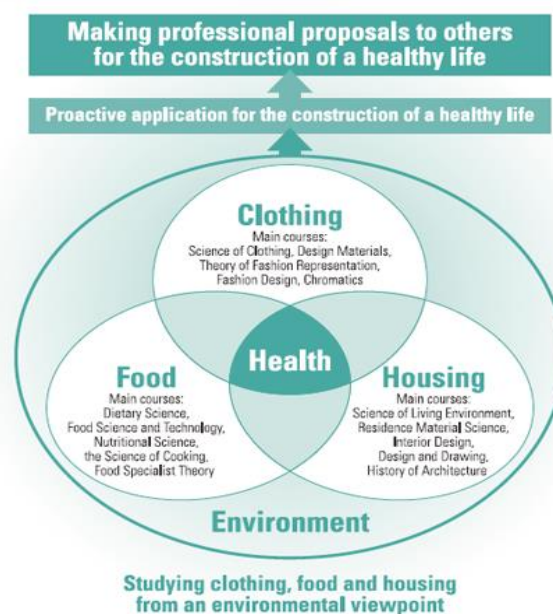 Making professional proposals to others
for the construction of a healthy life
Proactive application for the construction of a healthy life
Clothing
Main courses:
Science of Clothing, Design Materials,
Theory of Fashion Representation,
Fashion Design, Chromatics
Health
Food
Main courses:
Dietary Science,
Food Science and Technology,
Nutritional Science,
the Science of Cooking,
Food Specialist Theory
Housing
Main courses:
Science of Living Environment,
Residence Material Science,
Interior Design,
Design and Drawing,
History of Architecture
Environment
Studying clothing, food and housing
from an environmental viewpoint